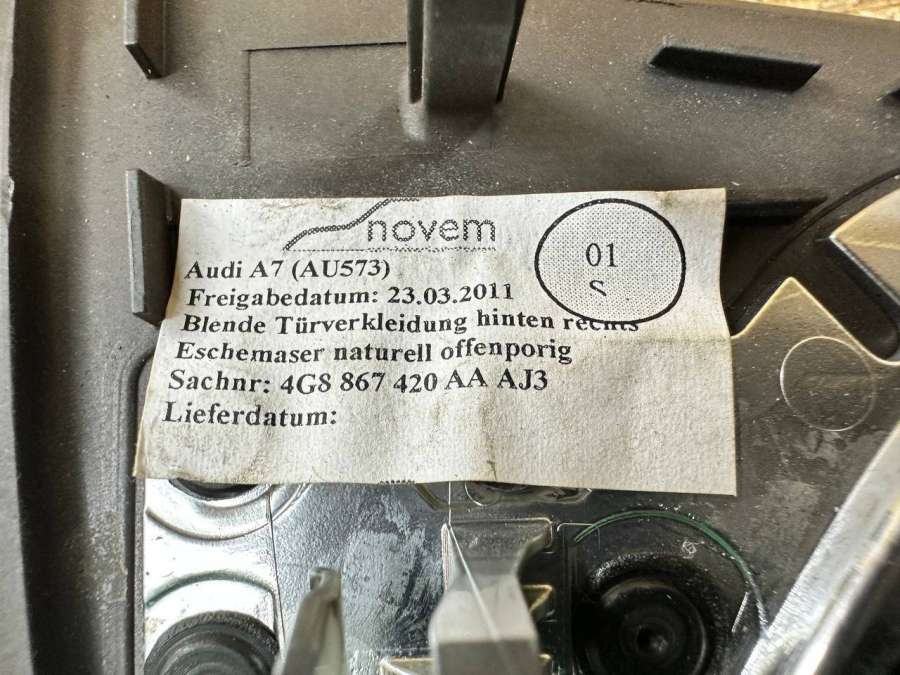 novem
01
S
Audi A7 (AU573)
Freigabedatum: 23.03.2011
Blende Türverkleidung hinten rechts
Eschemaser naturell offenporig
Sachnr: 4G8 867 420 AA AJ3
Lieferdatum: